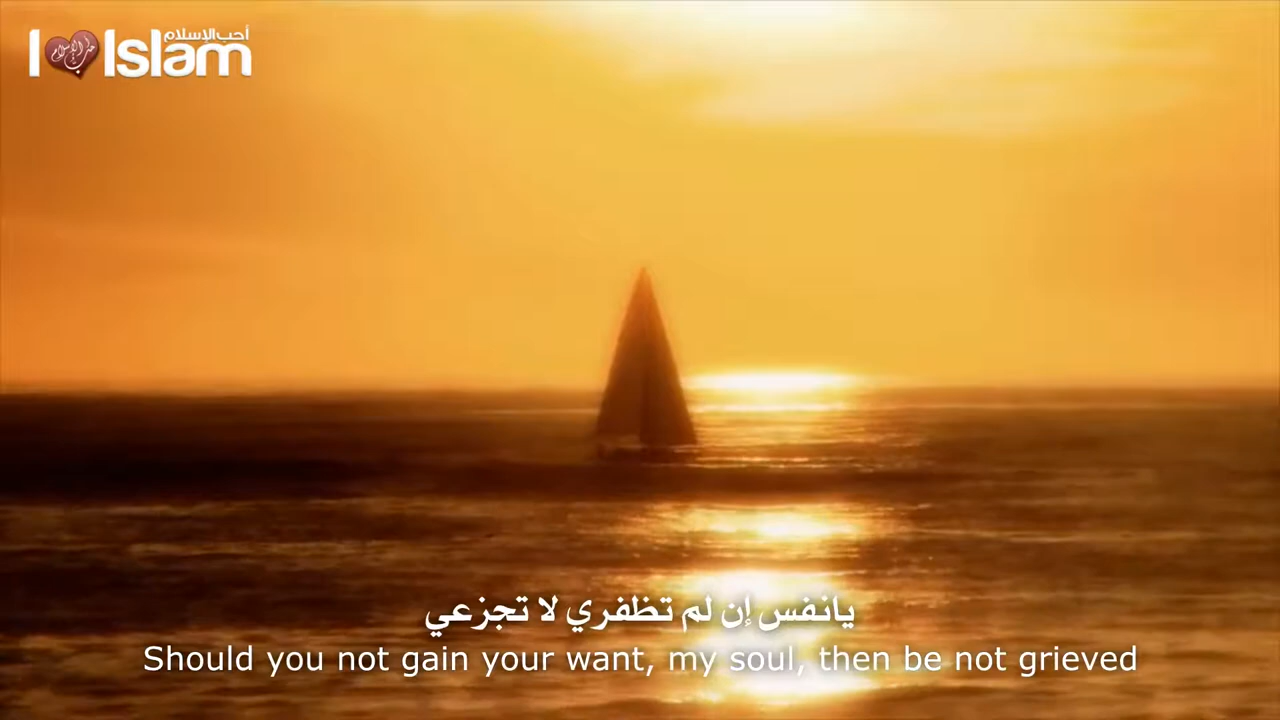 أحب الإسلام
I Islam
يانفس إن لم تظفري لا تجزعي
Should you not gain your want, my soul, then be not grieved